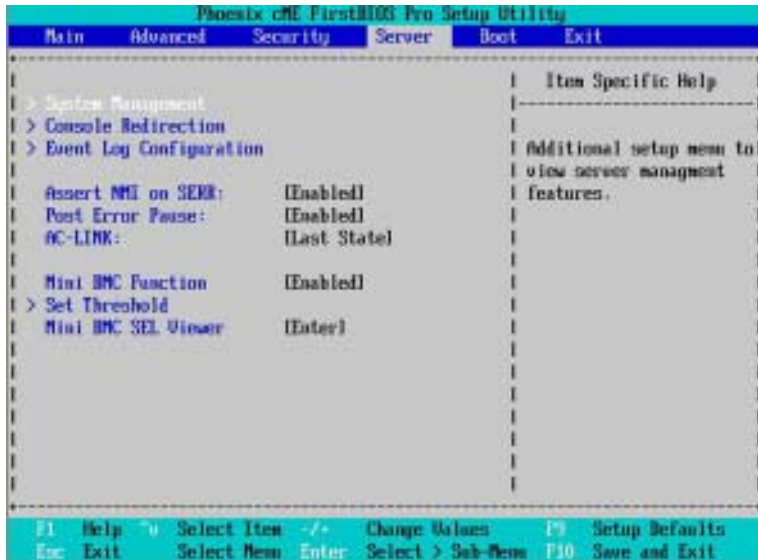 Phoenix cME FirstBIOS Pro Setup Utility
Main Advanced Security Server Boot Exit
Item Specific Help
> System Management
> Console Redirection
> Event Log Configuration
Additional setup menu to
view server managment
features.
Assert NMI on SERR: [Enabled]
Post Error Pause: [Enabled]
AC-LINK: [Last State]
Mini BMC Function [Enabled]
> Set Threshold
Mini BMC SEL Viewer [Enter]
F1 Help ^v Select Item -/+ Change Values F9 Setup Defaults
Esc Exit Select Menu Enter Select > Sub-Menu F10 Save and Exit